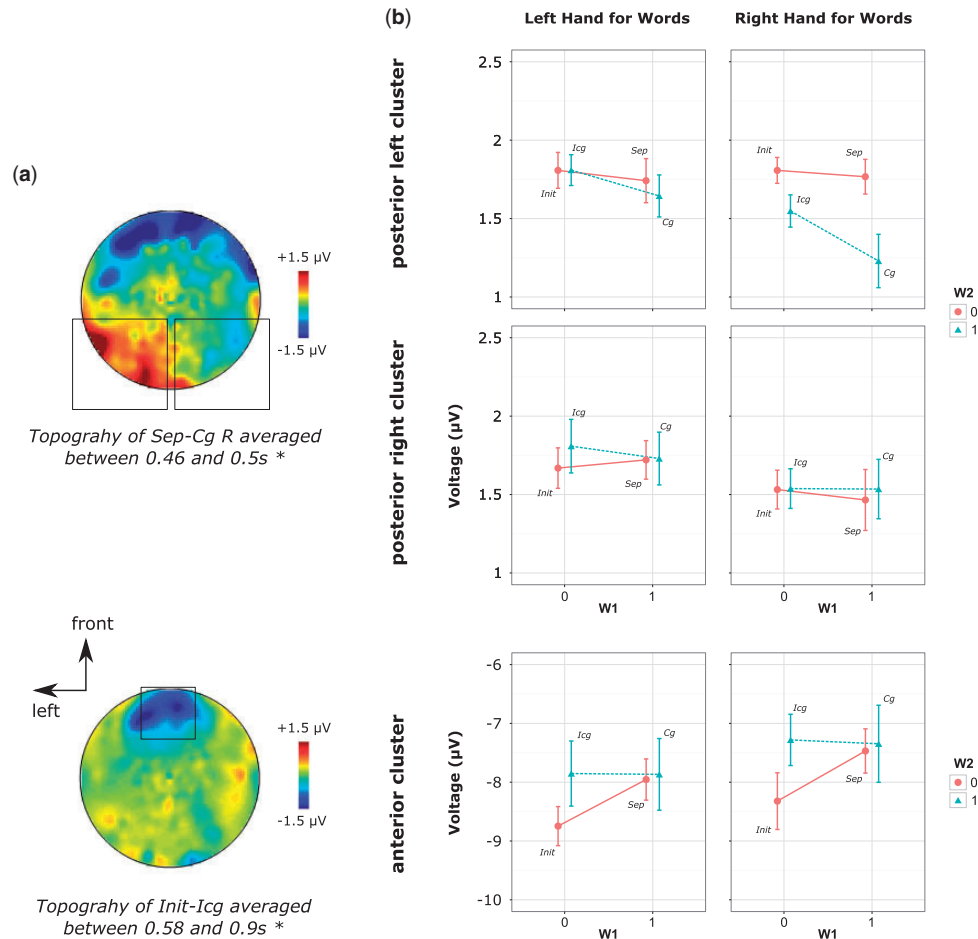 (a)
+1.5 μV
-1.5 μV
Topograhy of Sep-Cg R averaged
between 0.46 and 0.5s *
front
left
+1.5 μV
-1.5 μV
Topograhy of Init-Icg averaged
between 0.58 and 0.9s *
(b)
Left Hand for Words
Right Hand for Words
posterior left cluster
2.5
2
1.5
1
Init
Icg
Sep
Cg
Init
Icg
Sep
Cg
W2
0
1
posterior right cluster
Voltage (μV)
2.5
2
1.5
1
Init
Icg
Sep
Cg
0
1
W1
Init
Icg
Sep
Cg
0
1
W1
anterior cluster
Voltage (μV)
-6
-7
-8
-9
-10
Init
Icg
Sep
Cg
0
1
W1
Init
Icg
Sep
Cg
0
1
W1
W2
0
1